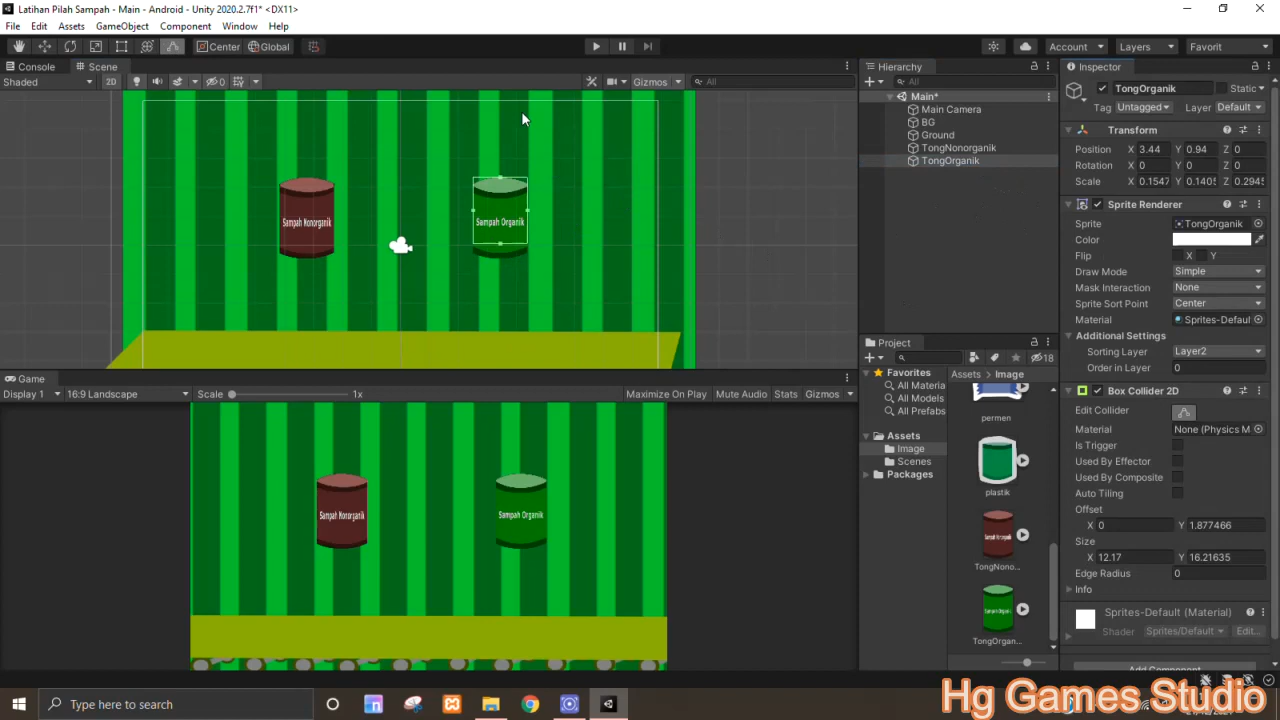 Latihan Pilah Sampah - Main - Android - Unity 2020.2.7f1* <DX11>
File Edit Assets GameObject Component Window Help
Center Global Account Layers Favorit
Console Scene
Shaded 2D 0 Gizmos All
Sampah Nonorganik Sampah Organik
Game
Display 1 16:9 Landscape Scale 1x Maximize On Play Mute Audio Stats Gizmos
Sampah Nonorganik Sampah Organik
Hierarchy
All
Main*
Main Camera
BG
Ground
TongNonorganik
TongOrganik
Project
18
Favorites
All Materia
All Models
All Prefabs
Assets
Image
Scenes
Packages
Assets Image
permen
plastik
Sampah Nonorganik
TongNono...
Sampah Organik
TongOrgan...
Inspector
TongOrganik Static
Tag Untagged Layer Default
Transform
Position X 3.44 Y 0.94 Z 0
Rotation X 0 Y 0 Z 0
Scale X 0.1547 Y 0.1405 Z 0.2945
Sprite Renderer
Sprite TongOrganik
Color
Flip X Y
Draw Mode Simple
Mask Interaction None
Sprite Sort Point Center
Material Sprites-Defaul
Additional Settings
Sorting Layer Layer2
Order in Layer 0
Box Collider 2D
Edit Collider
Material None (Physics M
Is Trigger
Used By Effector
Used By Composite
Auto Tiling
Offset
X 0 Y 1.877466
Size
X 12.17 Y 16.21635
Edge Radius 0
Info
Sprites-Default (Material)
Shader Sprites/Default Edit...
Type here to search
Hg Games Studio